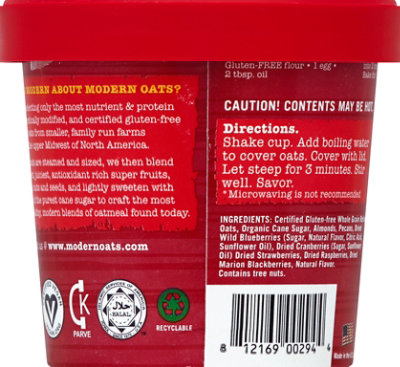 Gluten-FREE flour • 1 egg •
2 tbsp. oil
MODERN ABOUT MODERN OATS?
only the most nutrient & protein
modified, and certified gluten-free
from smaller, family run farms
upper Midwest of North America.
are steamed and sized, we then blend
antioxidant rich super fruits,
and seeds, and lightly sweeten with
the purest cane sugar to craft the most
modern blends of oatmeal found today.
us @ www.modernoats.com
CAUTION! CONTENTS MAY BE HOT.
Directions.
Shake cup. Add boiling water
to cover oats. Cover with lid.
Let steep for 3 minutes. Stir
well. Savor.
*Microwaving is not recommended
INGREDIENTS: Certified Gluten-free Whole Grain
Oats, Organic Cane Sugar, Almonds, Pecans, Dried
Wild Blueberries (Sugar, Natural Flavor, Citric Acid,
Sunflower Oil), Dried Cranberries (Sugar, Sunflower
Oil), Dried Strawberries, Dried Raspberries, Dried
Marion Blackberries, Natural Flavor.
Contains tree nuts.
V
K
PARVE
HALAL
RECYCLABLE
8 12169 00294 4